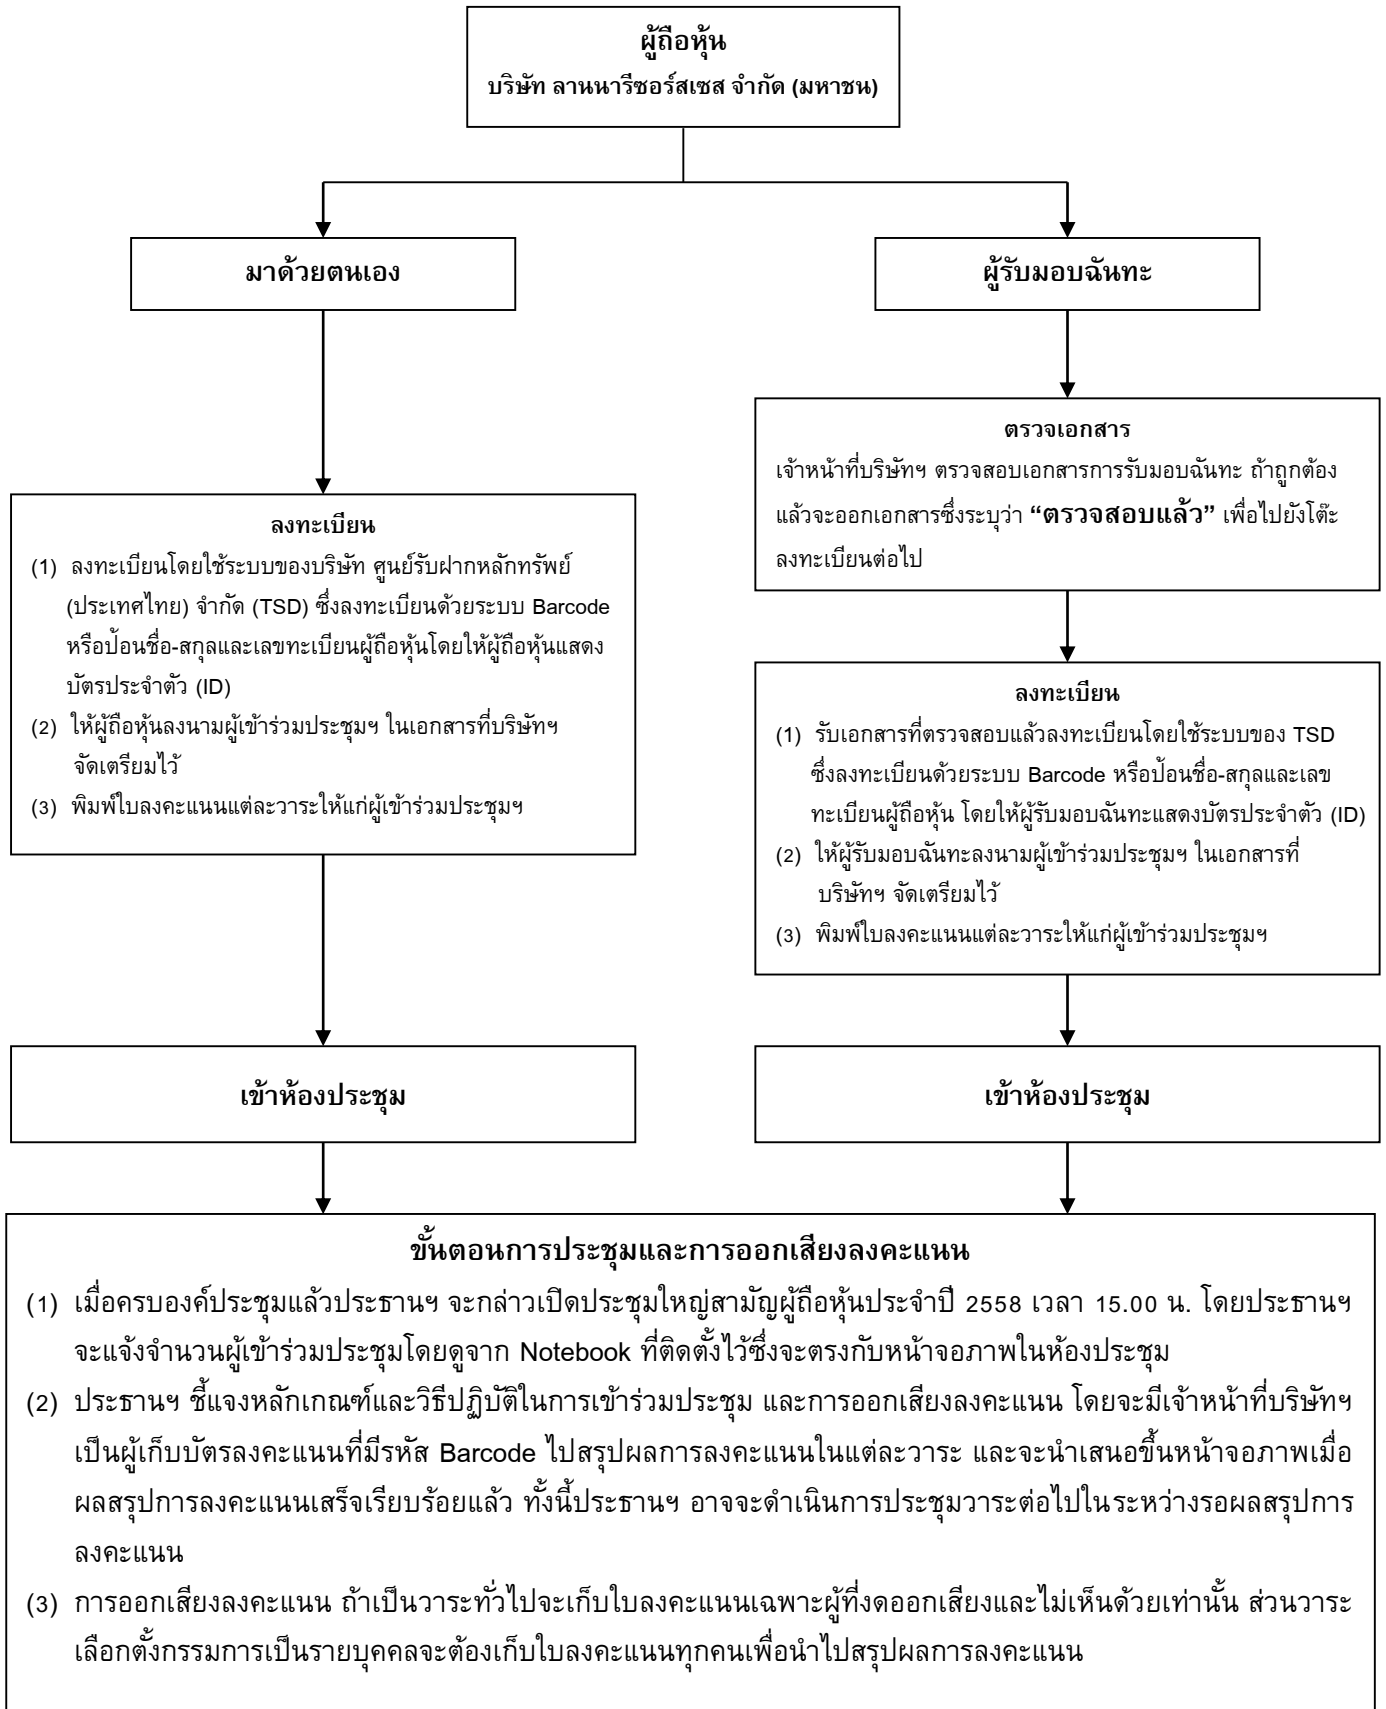 ผู้ถือหุ้น
บริษัท ลานนารีซอร์สเซส จำกัด (มหาชน)
มาด้วยตนเอง
ผู้รับมอบฉันทะ
ตรวจเอกสาร
เจ้าหน้าที่บริษัทฯ ตรวจสอบเอกสารการรับมอบฉันทะ ถ้าถูกต้อง
แล้วจะออกเอกสารซึ่งระบุว่า “ตรวจสอบแล้ว” เพื่อไปยังโต๊ะ
ลงทะเบียนต่อไป
ลงทะเบียน
(1) ลงทะเบียนโดยใช้ระบบของบริษัท ศูนย์รับฝากหลักทรัพย์
(ประเทศไทย) จำกัด (TSD) ซึ่งลงทะเบียนด้วยระบบ Barcode
หรือป้อนชื่อ-สกุลและเลขทะเบียนผู้ถือหุ้นโดยให้ผู้ถือหุ้นแสดง
บัตรประจำตัว (ID)
(2) ให้ผู้ถือหุ้นลงนามผู้เข้าร่วมประชุมฯ ในเอกสารที่บริษัทฯ
จัดเตรียมไว้
(3) พิมพ์ใบลงคะแนนแต่ละวาระให้แก่ผู้เข้าร่วมประชุมฯ
ลงทะเบียน
(1) รับเอกสารที่ตรวจสอบแล้วลงทะเบียนโดยใช้ระบบของ TSD
ซึ่งลงทะเบียนด้วยระบบ Barcode หรือป้อนชื่อ-สกุลและเลข
ทะเบียนผู้ถือหุ้น โดยให้ผู้รับมอบฉันทะแสดงบัตรประจำตัว (ID)
(2) ให้ผู้รับมอบฉันทะลงนามผู้เข้าร่วมประชุมฯ ในเอกสารที่
บริษัทฯ จัดเตรียมไว้
(3) พิมพ์ใบลงคะแนนแต่ละวาระให้แก่ผู้เข้าร่วมประชุมฯ
เข้าห้องประชุม
เข้าห้องประชุม
ขั้นตอนการประชุมและการออกเสียงลงคะแนน
(1) เมื่อครบองค์ประชุมแล้วประธานฯ จะกล่าวเปิดประชุมใหญ่สามัญผู้ถือหุ้นประจำปี 2558 เวลา 15.00 น. โดยประธานฯ
จะแจ้งจำนวนผู้เข้าร่วมประชุมโดยดูจาก Notebook ที่ติดตั้งไว้ซึ่งจะตรงกับหน้าจอภาพในห้องประชุม
(2) ประธานฯ ชี้แจงหลักเกณฑ์และวิธีปฏิบัติในการเข้าร่วมประชุม และการออกเสียงลงคะแนน โดยจะมีเจ้าหน้าที่บริษัทฯ
เป็นผู้เก็บบัตรลงคะแนนที่มีรหัส Barcode ไปสรุปผลการลงคะแนนในแต่ละวาระ และจะนำเสนอขึ้นหน้าจอภาพเมื่อ
ผลสรุปการลงคะแนนเสร็จเรียบร้อยแล้ว ทั้งนี้ประธานฯ อาจจะดำเนินการประชุมวาระต่อไปในระหว่างรอผลสรุปการ
ลงคะแนน
(3) การออกเสียงลงคะแนน ถ้าเป็นวาระทั่วไปจะเก็บใบลงคะแนนเฉพาะผู้ที่งดออกเสียงและไม่เห็นด้วยเท่านั้น ส่วนวาระ
เลือกตั้งกรรมการเป็นรายบุคคลจะต้องเก็บใบลงคะแนนทุกคนเพื่อนำไปสรุปผลการลงคะแนน